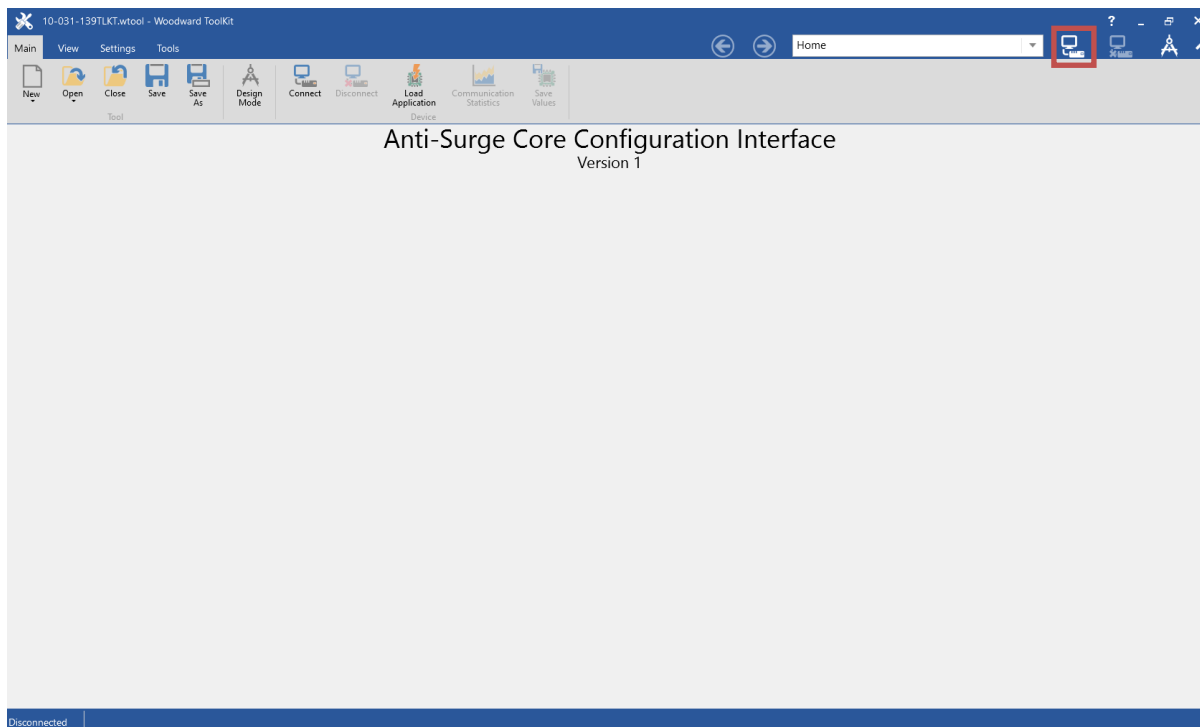 10-031-139TLKT.wtool - Woodward ToolKit
?
Main View Settings Tools
Home
New
Open
Close
Save
Save
As
Design
Mode
Connect
Disconnect
Load
Application
Communication
Statistics
Save
Values
Tool
Device
Anti-Surge Core Configuration Interface
Version 1
Disconnected